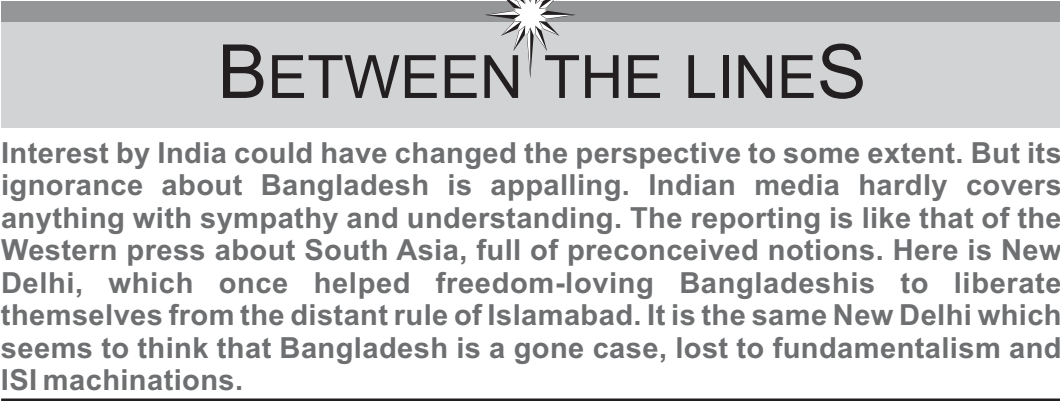 BETWEEN THE LINES
Interest by India could have changed the perspective to some extent. But its
ignorance about Bangladesh is appalling. Indian media hardly covers
anything with sympathy and understanding. The reporting is like that of the
Western press about South Asia, full of preconceived notions. Here is New
Delhi, which once helped freedom-loving Bangladeshis to liberate
themselves from the distant rule of Islamabad. It is the same New Delhi which
seems to think that Bangladesh is a gone case, lost to fundamentalism and
ISI machinations.